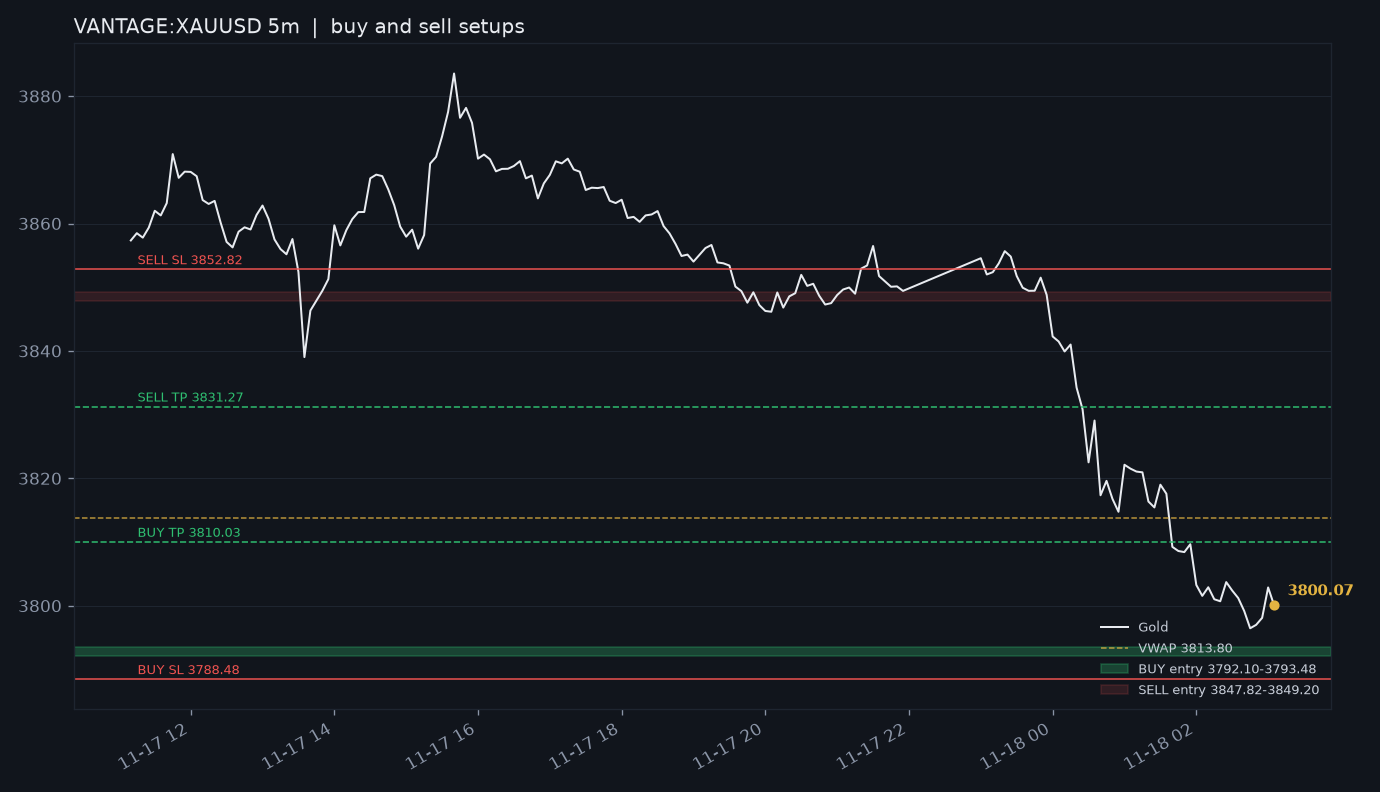 VANTAGE:XAUUSD 5m | buy and sell setups
3880
3860
SELL SL 3852.82
3840
SELL TP 3831.27
3820
BUY TP 3810.03
3800
3800.07
Gold
VWAP 3813.80
BUY SL 3788.48
BUY entry 3792.10-3793.48
SELL entry 3847.82-3849.20
11-17 12
11-17 14
11-17 16
11-17 18
11-17 20
11-17 22
11-18 00
11-18 02